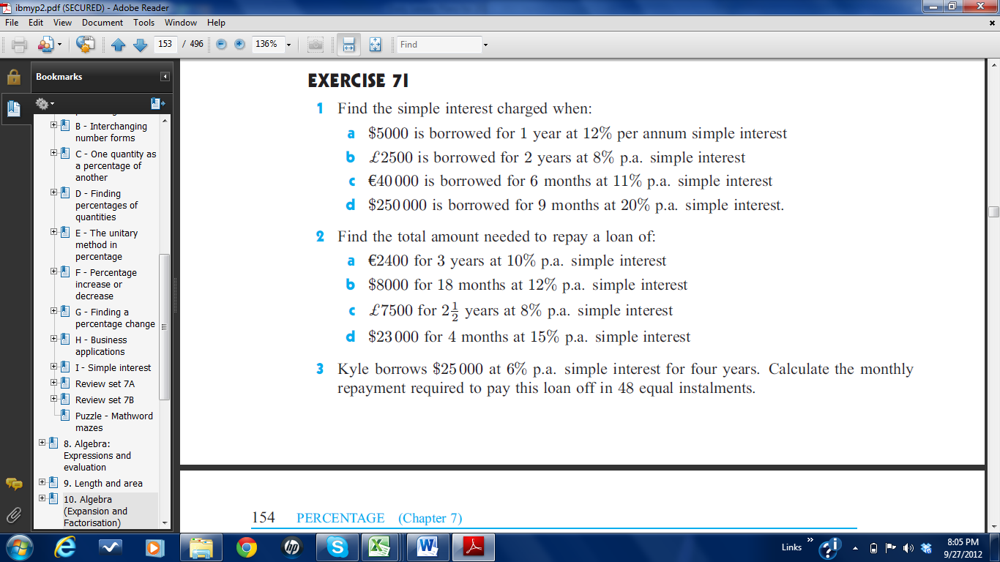 ibmyp2.pdf (SECURED) - Adobe Reader
File Edit View Document Tools Window Help
153 / 496 136% Find
Bookmarks
B - Interchanging
number forms
C - One quantity as
a percentage of
another
D - Finding
percentages of
quantities
E - The unitary
method in
percentage
F - Percentage
increase or
decrease
G - Finding a
percentage change
H - Business
applications
I - Simple interest
Review set 7A
Review set 7B
Puzzle - Mathword
mazes
8. Algebra:
Expressions and
evaluation
9. Length and area
10. Algebra
(Expansion and
Factorisation)
EXERCISE 7I
1 Find the simple interest charged when:
a $5000 is borrowed for 1 year at 12% per annum simple interest
b £2500 is borrowed for 2 years at 8% p.a. simple interest
c €40 000 is borrowed for 6 months at 11% p.a. simple interest
d $250 000 is borrowed for 9 months at 20% p.a. simple interest.
2 Find the total amount needed to repay a loan of:
a €2400 for 3 years at 10% p.a. simple interest
b $8000 for 18 months at 12% p.a. simple interest
c £7500 for 2½ years at 8% p.a. simple interest
d $23 000 for 4 months at 15% p.a. simple interest
3 Kyle borrows $25 000 at 6% p.a. simple interest for four years. Calculate the monthly
repayment required to pay this loan off in 48 equal instalments.
154 PERCENTAGE (Chapter 7)
Links » 8:05 PM
9/27/2012